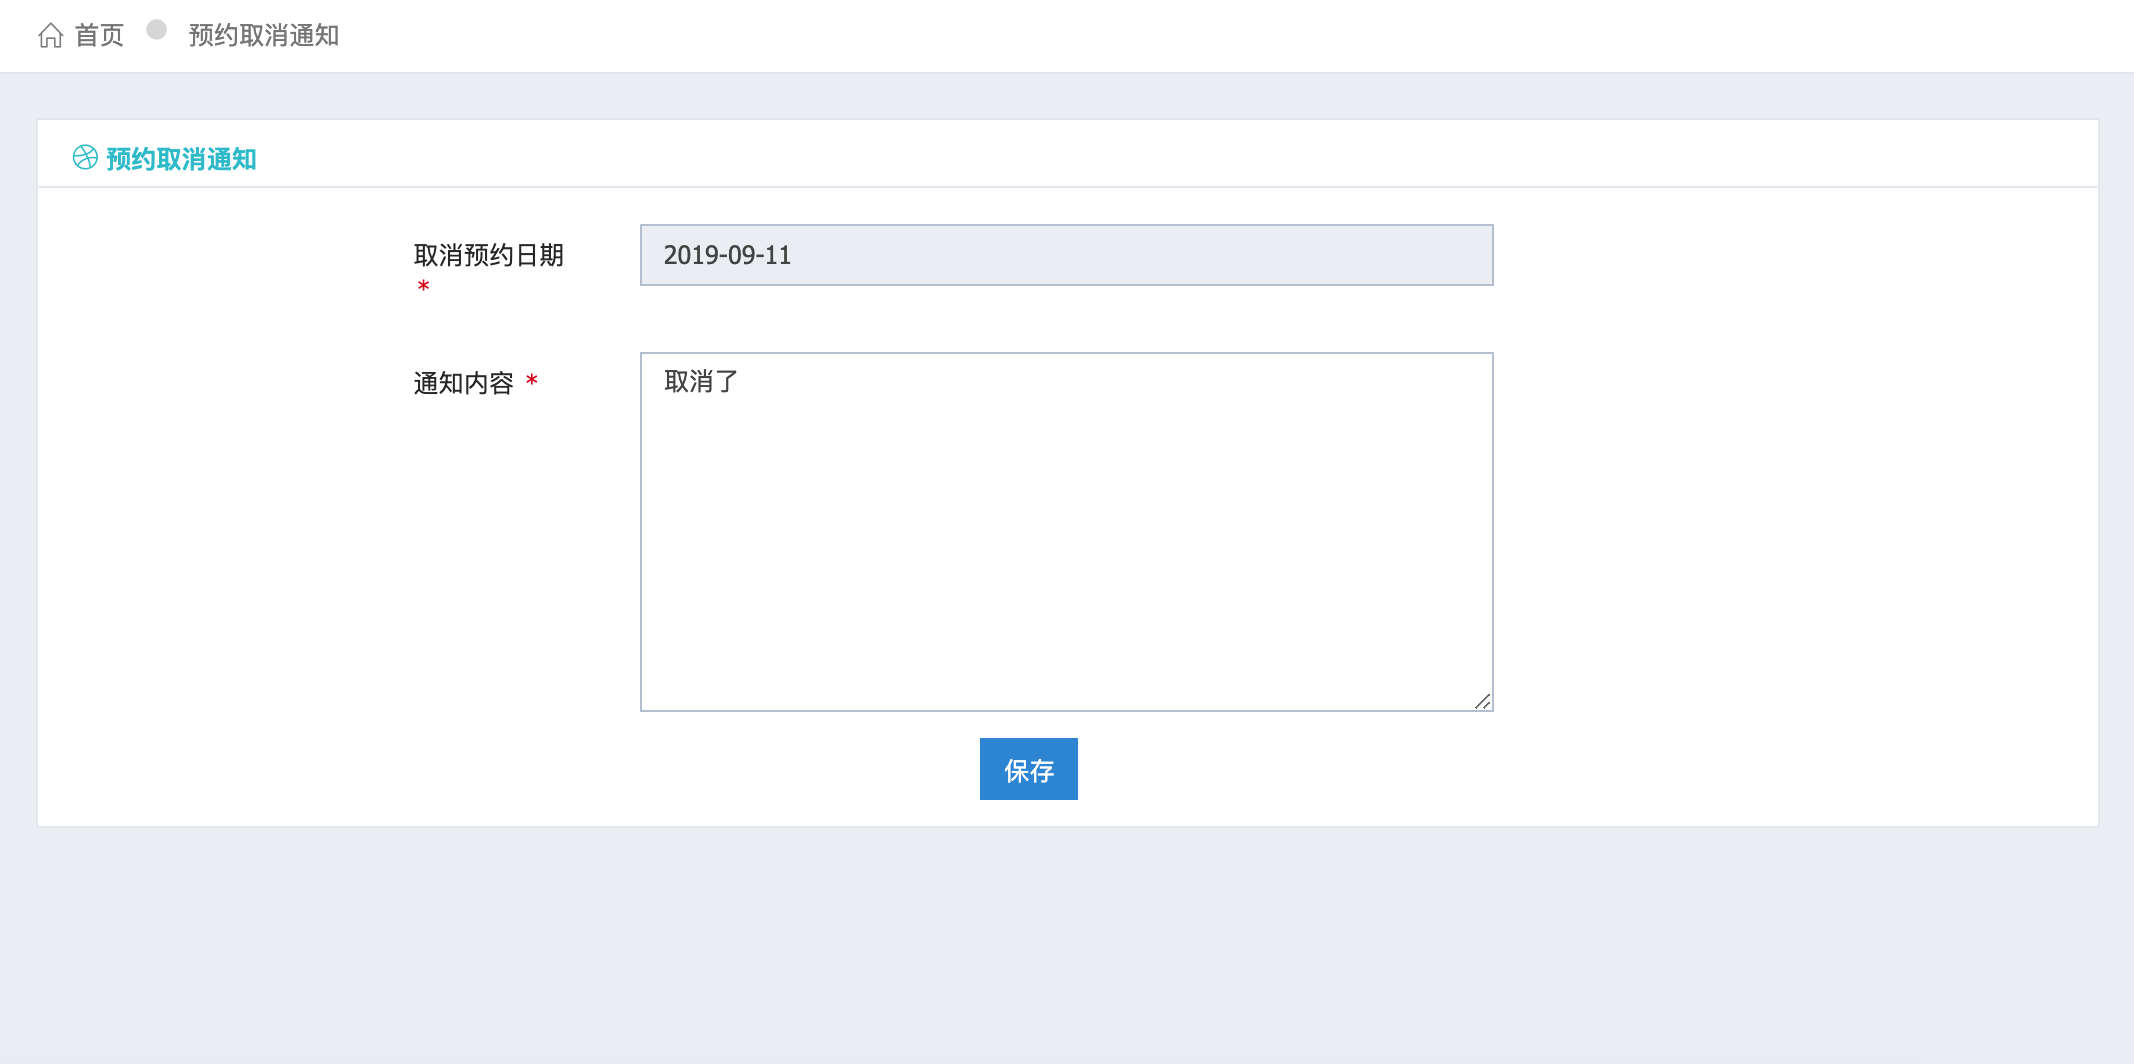 首页 预约取消通知
预约取消通知
取消预约日期
*
2019-09-11
通知内容 *
取消了
保存